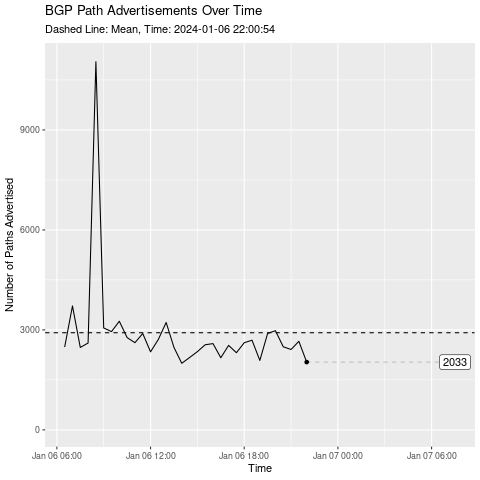 BGP Path Advertisements Over Time
Dashed Line: Mean, Time: 2024-01-06 22:00:54
Number of Paths Advertised
9000
6000
3000
0
2033
Jan 06 06:00
Jan 06 12:00
Jan 06 18:00
Jan 07 00:00
Jan 07 06:00
Time